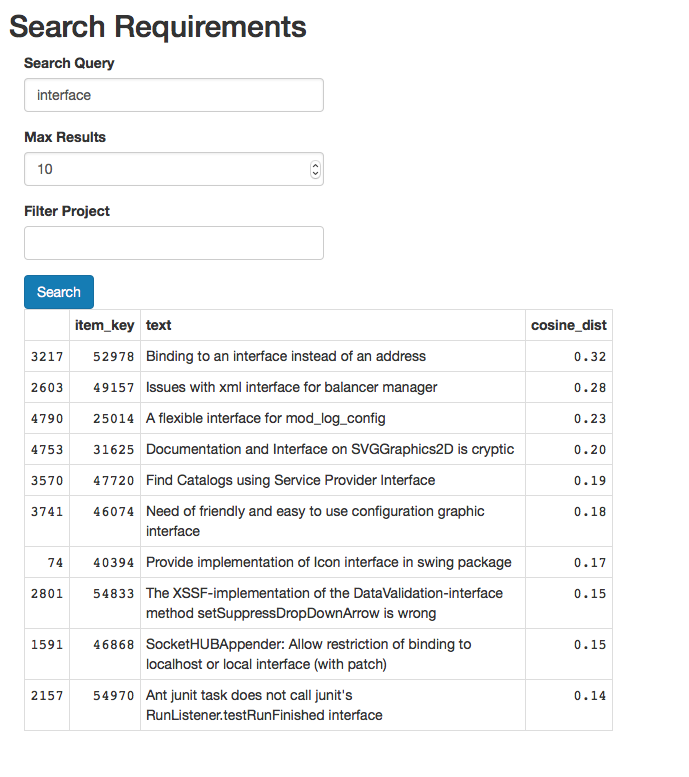 Search Requirements
Search Query
interface
Max Results
10
Filter Project
Search
item_key text cosine_dist
3217 52978 Binding to an interface instead of an address 0.32
2603 49157 Issues with xml interface for balancer manager 0.28
4790 25014 A flexible interface for mod_log_config 0.23
4753 31625 Documentation and Interface on SVGGraphics2D is cryptic 0.20
3570 47720 Find Catalogs using Service Provider Interface 0.19
3741 46074 Need of friendly and easy to use configuration graphic 0.18
interface
74 40394 Provide implementation of Icon interface in swing package 0.17
2801 54833 The XSSF-implementation of the DataValidation-interface 0.15
method setSuppressDropDownArrow is wrong
1591 46868 SocketHUBAppender: Allow restriction of binding to 0.15
localhost or local interface (with patch)
2157 54970 Ant junit task does not call junit's 0.14
RunListener.testRunFinished interface